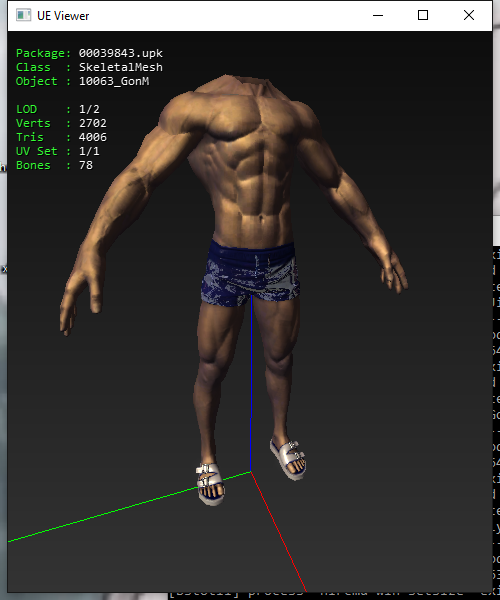 UE Viewer
Package: 00039843.upk
Class : SkeletalMesh
Object : 10063_GonM
LOD : 1/2
Verts : 2702
Tris : 4006
UV Set : 1/1
Bones : 78